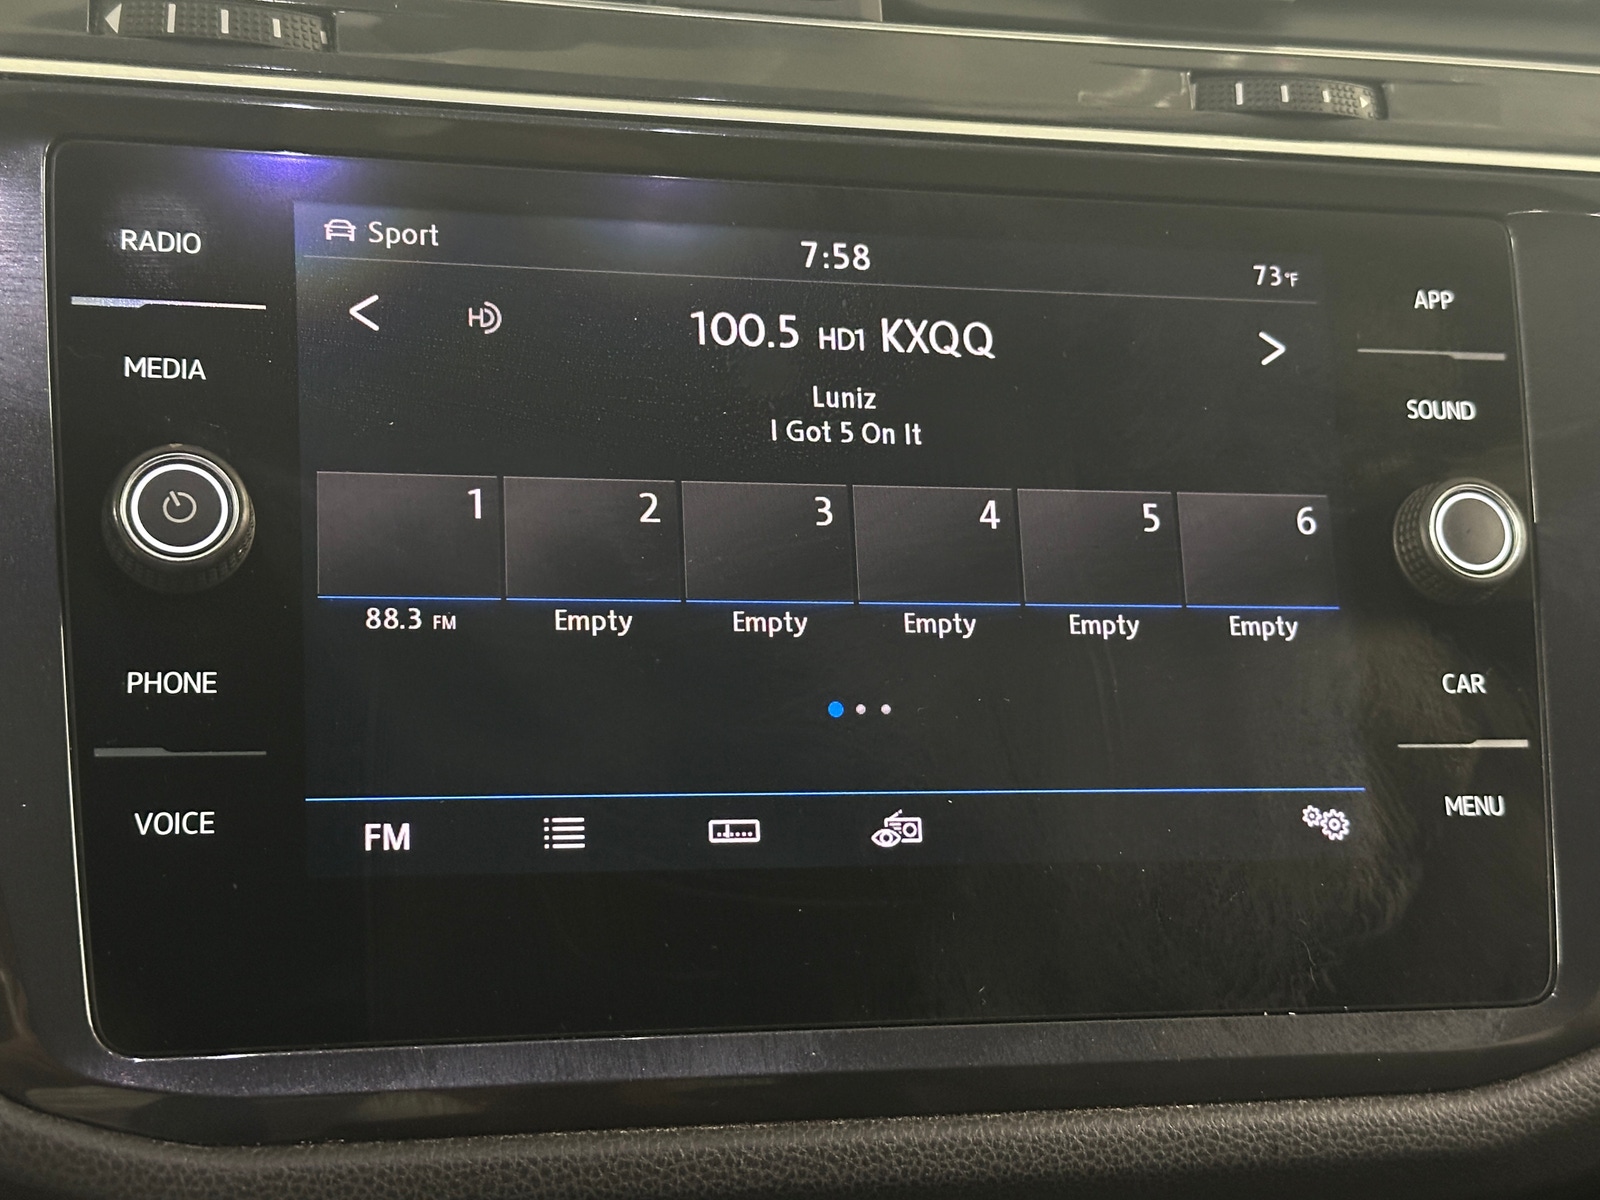 RADIO
MEDIA
PHONE
VOICE
Sport
7:58
73°F
HD
100.5 HD1 KXQQ
Luniz
I Got 5 On It
1
2
3
4
5
6
88.3 FM
Empty
Empty
Empty
Empty
Empty
FM
APP
SOUND
CAR
MENU